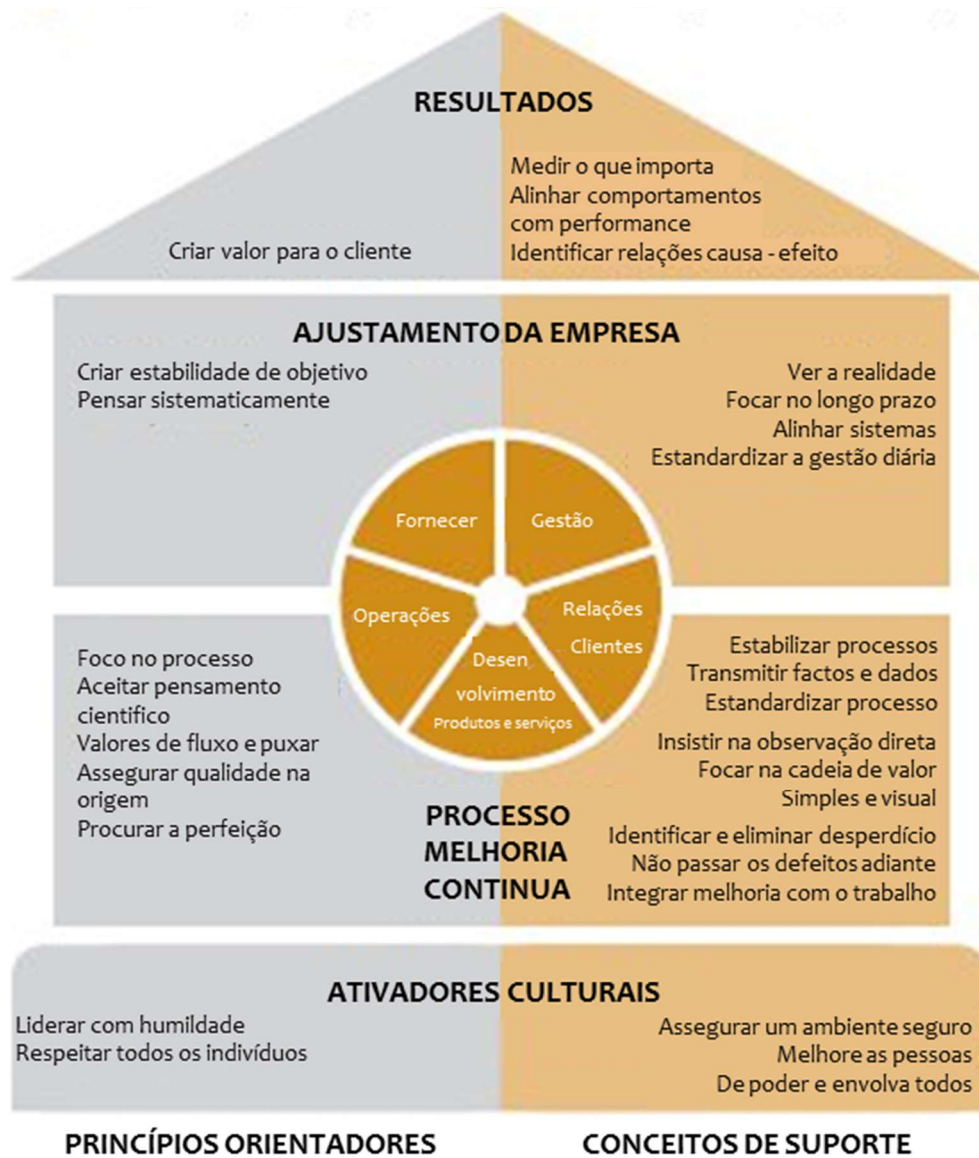 RESULTADOS
Criar valor para o cliente
Medir o que importa
Alinhar comportamentos
com performance
Identificar relações causa - efeito
AJUSTAMENTO DA EMPRESA
Criar estabilidade de objetivo
Pensar sistematicamente
Ver a realidade
Focar no longo prazo
Alinhar sistemas
Estandardizar a gestão diária
Fornecer
Gestão
Operações
Relações
Clientes
Desen
volvimento
Produtos e serviços
Foco no processo
Aceitar pensamento
científico
Valores de fluxo e puxar
Assegurar qualidade na
origem
Procurar a perfeição
Estabilizar processos
Transmitir factos e dados
Estandardizar processo
Insistir na observação direta
Focar na cadeia de valor
Simples e visual
Identificar e eliminar desperdício
Não passar os defeitos adiante
Integrar melhoria com o trabalho
PROCESSO
MELHORIA
CONTINUA
ATIVADORES CULTURAIS
Liderar com humildade
Respeitar todos os indivíduos
Assegurar um ambiente seguro
Melhore as pessoas
De poder e envolva todos
PRINCÍPIOS ORIENTADORES
CONCEITOS DE SUPORTE